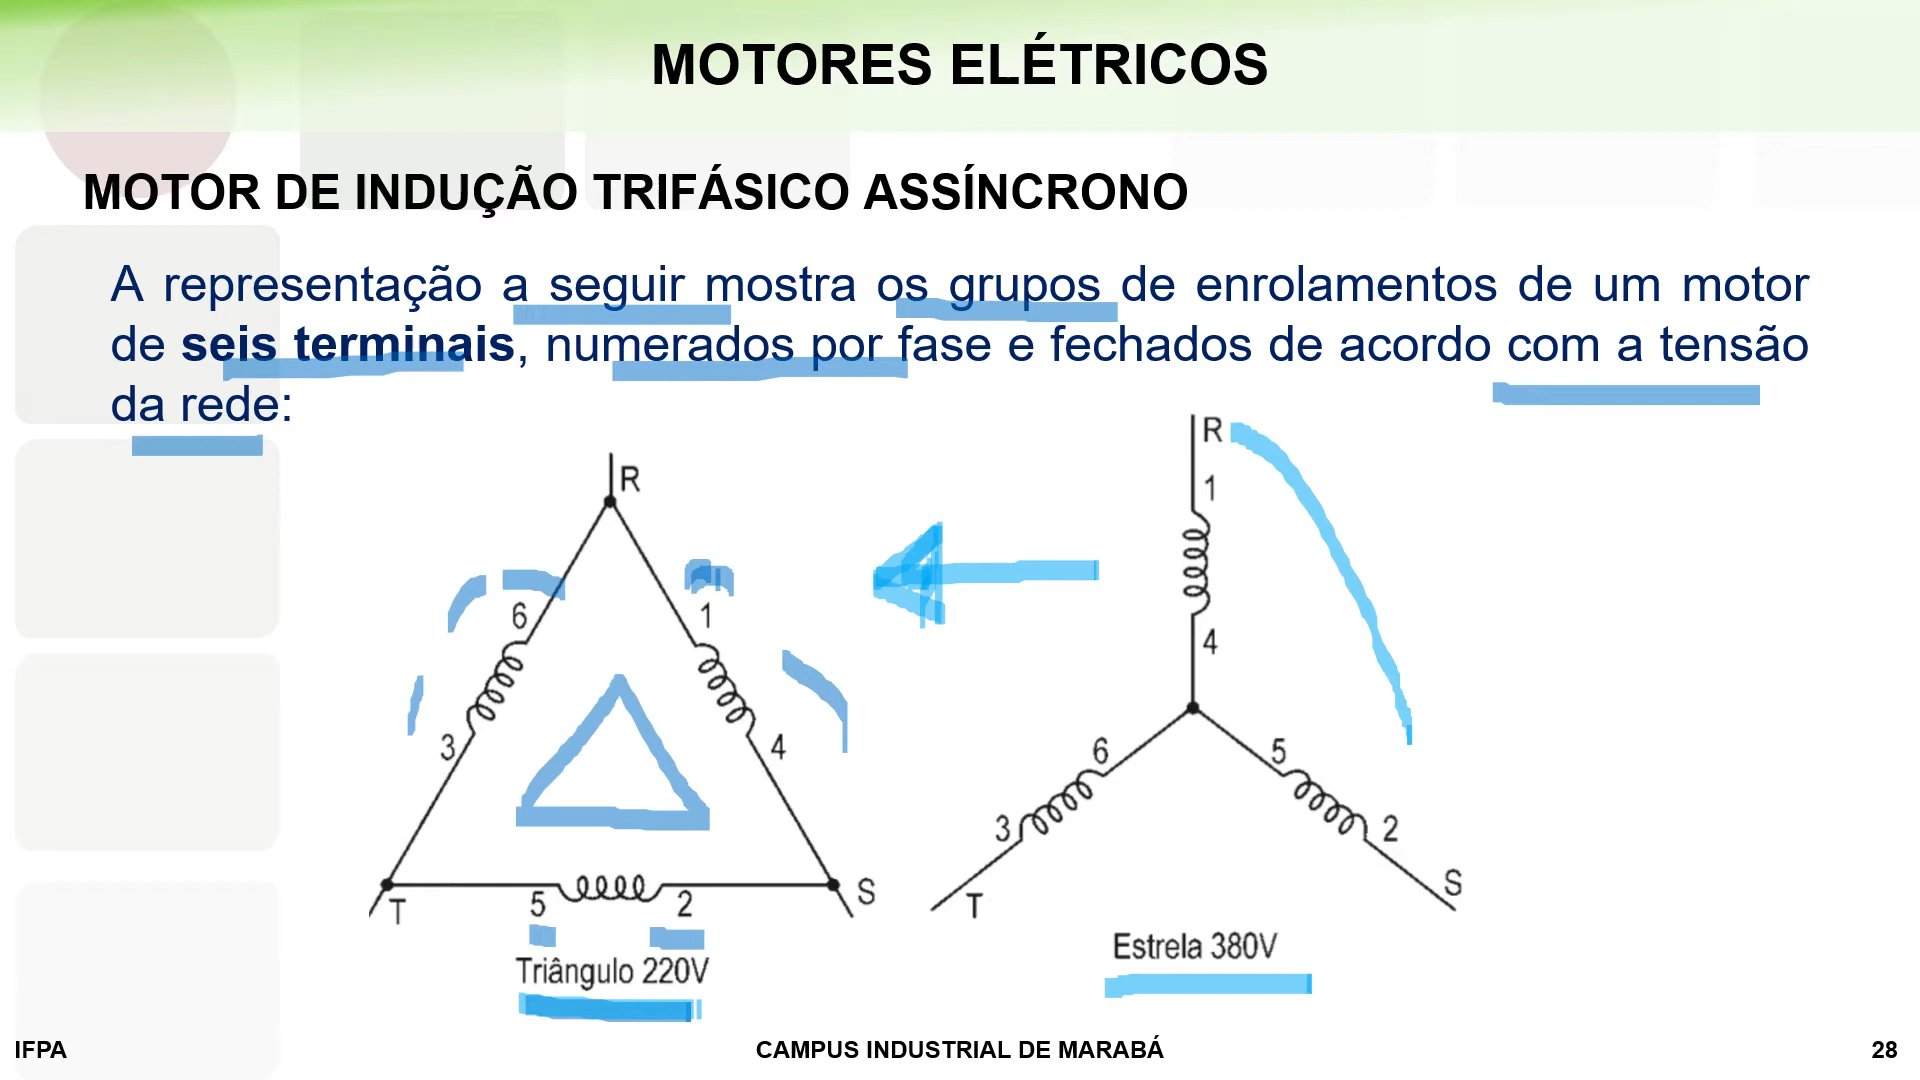 MOTORES ELÉTRICOS
MOTOR DE INDUÇÃO TRIFÁSICO ASSÍNCRONO
A representação a seguir mostra os grupos de enrolamentos de um motor
de seis terminais, numerados por fase e fechados de acordo com a tensão
da rede:
R
6
1
3
4
T
5
2
S
Triângulo 220V
R
1
4
6
5
3
2
T
S
Estrela 380V
IFPA
CAMPUS INDUSTRIAL DE MARABÁ
28